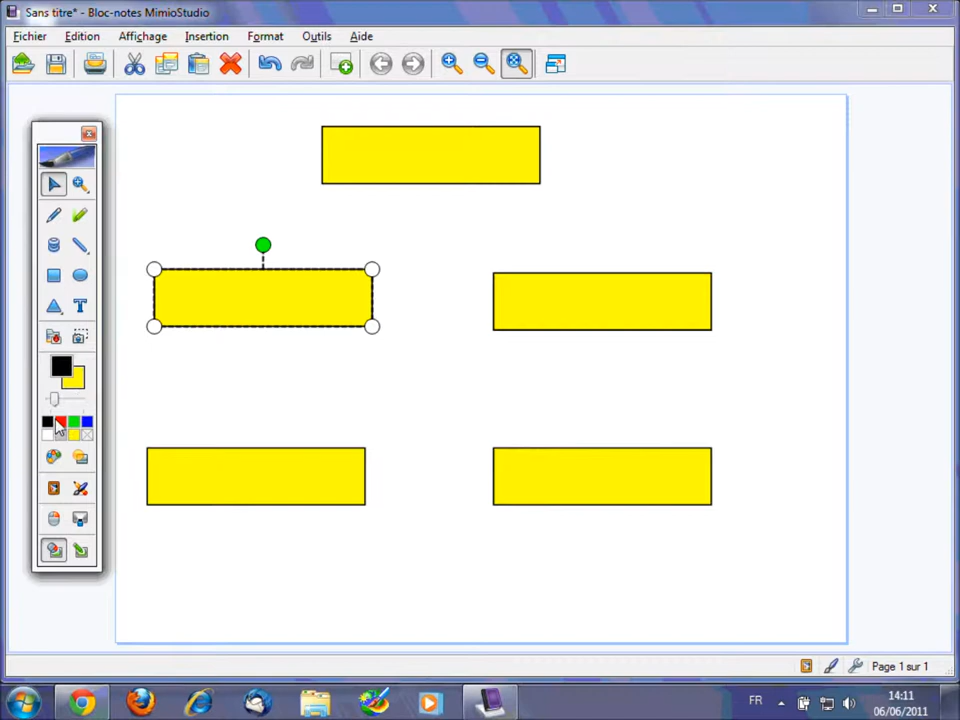 Sans titre* - Bloc-notes MimioStudio
Fichier Edition Affichage Insertion Format Outils Aide
T
Page 1 sur 1
FR
14:11
06/06/2011